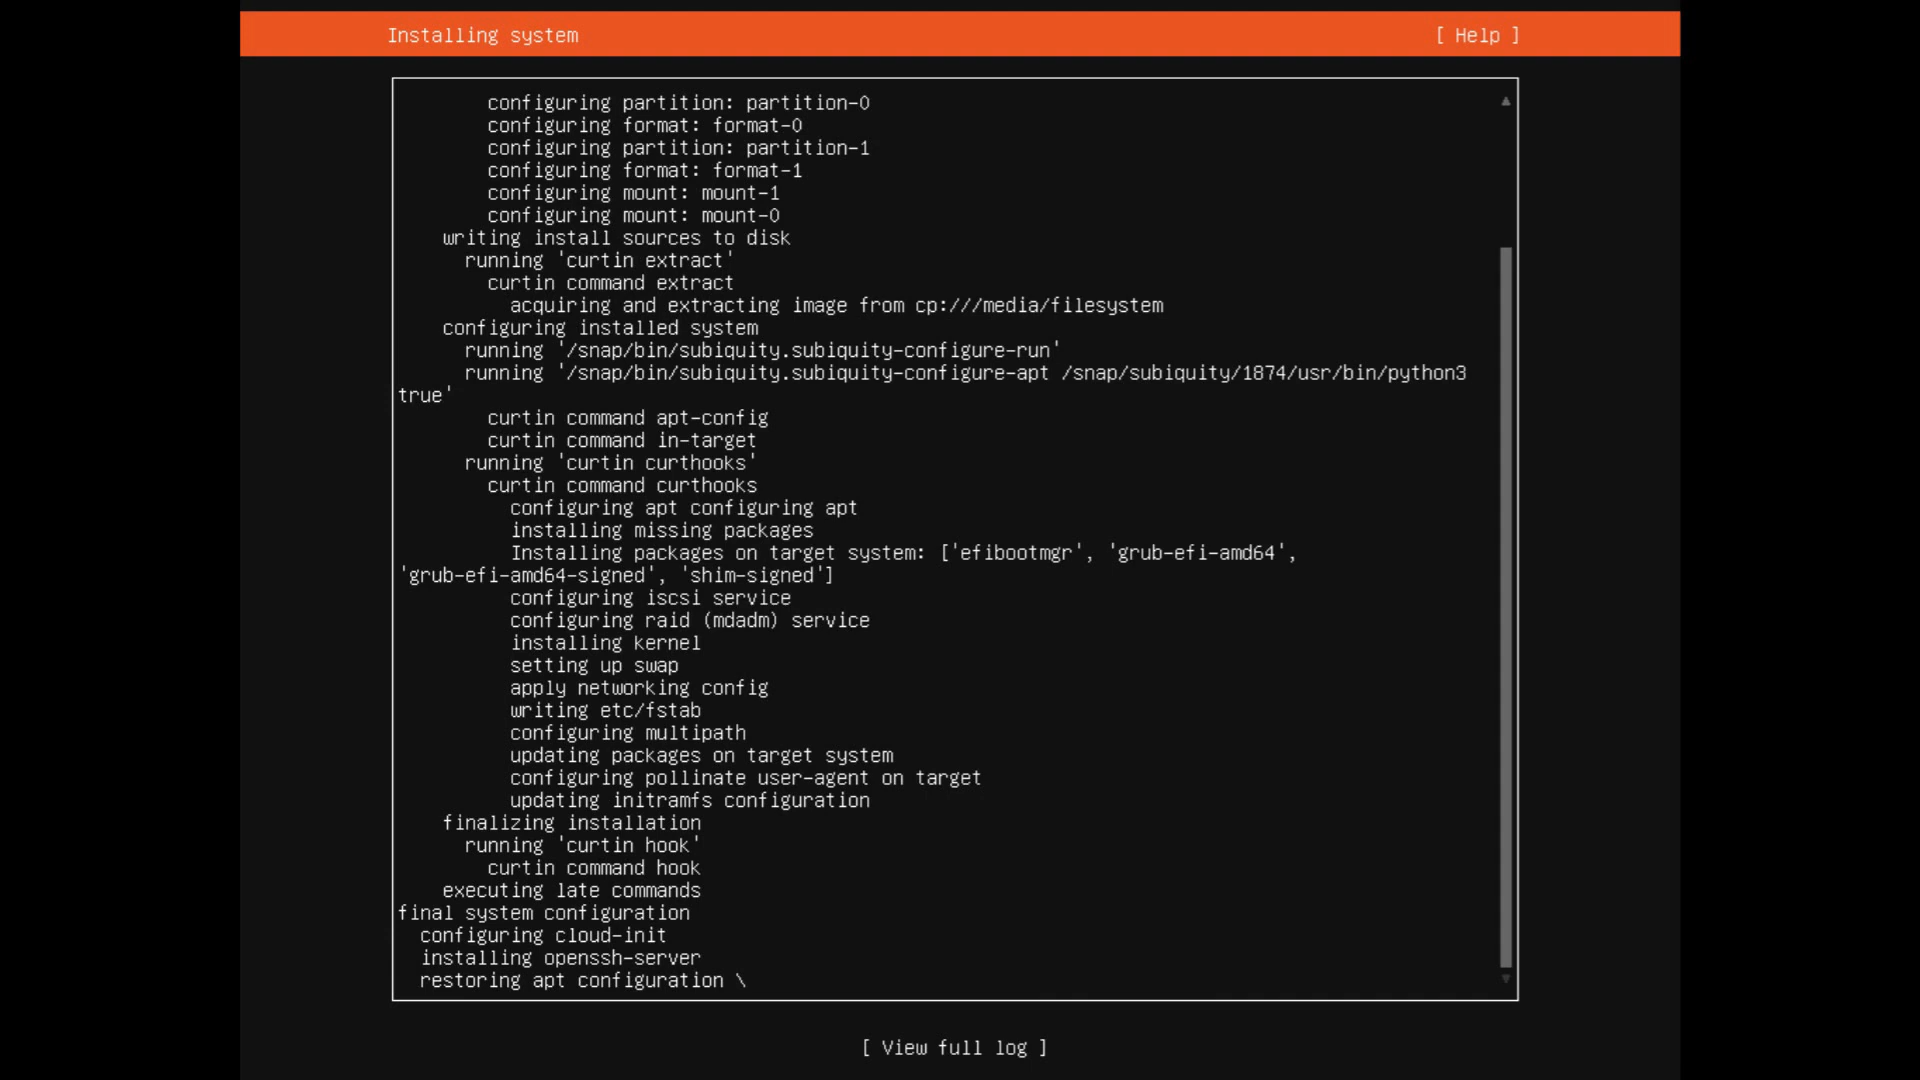 Installing system
[ Help ]
configuring partition: partition-0
configuring format: format-0
configuring partition: partition-1
configuring format: format-1
configuring mount: mount-1
configuring mount: mount-0
writing install sources to disk
running 'curtin extract'
curtin command extract
acquiring and extracting image from cp:///media/filesystem
configuring installed system
running '/snap/bin/subiquity.subiquity-configure-run'
running '/snap/bin/subiquity.subiquity-configure-apt /snap/subiquity/1874/usr/bin/python3
true'
curtin command apt-config
curtin command in-target
running 'curtin curthooks'
curtin command curthooks
configuring apt configuring apt
installing missing packages
Installing packages on target system: ['efibootmgr', 'grub-efi-amd64',
'grub-efi-amd64-signed', 'shim-signed']
configuring iscsi service
configuring raid (mdadm) service
installing kernel
setting up swap
apply networking config
writing etc/fstab
configuring multipath
updating packages on target system
configuring pollinate user-agent on target
updating initramfs configuration
finalizing installation
running 'curtin hook'
curtin command hook
executing late commands
final system configuration
configuring cloud-init
installing openssh-server
restoring apt configuration \
[ View full log ]